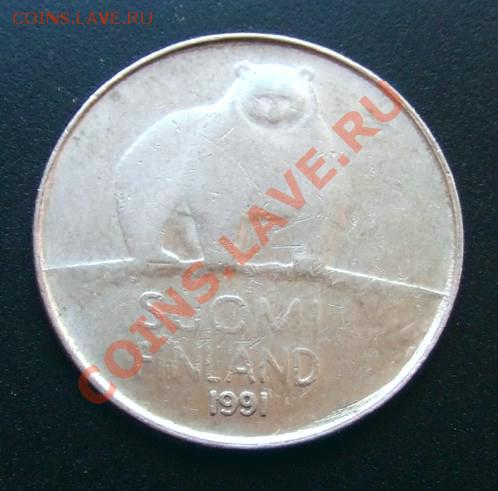 COINS.LAVE.RU
COINS.LAVE.RU
SUOMI
FINLAND
1991